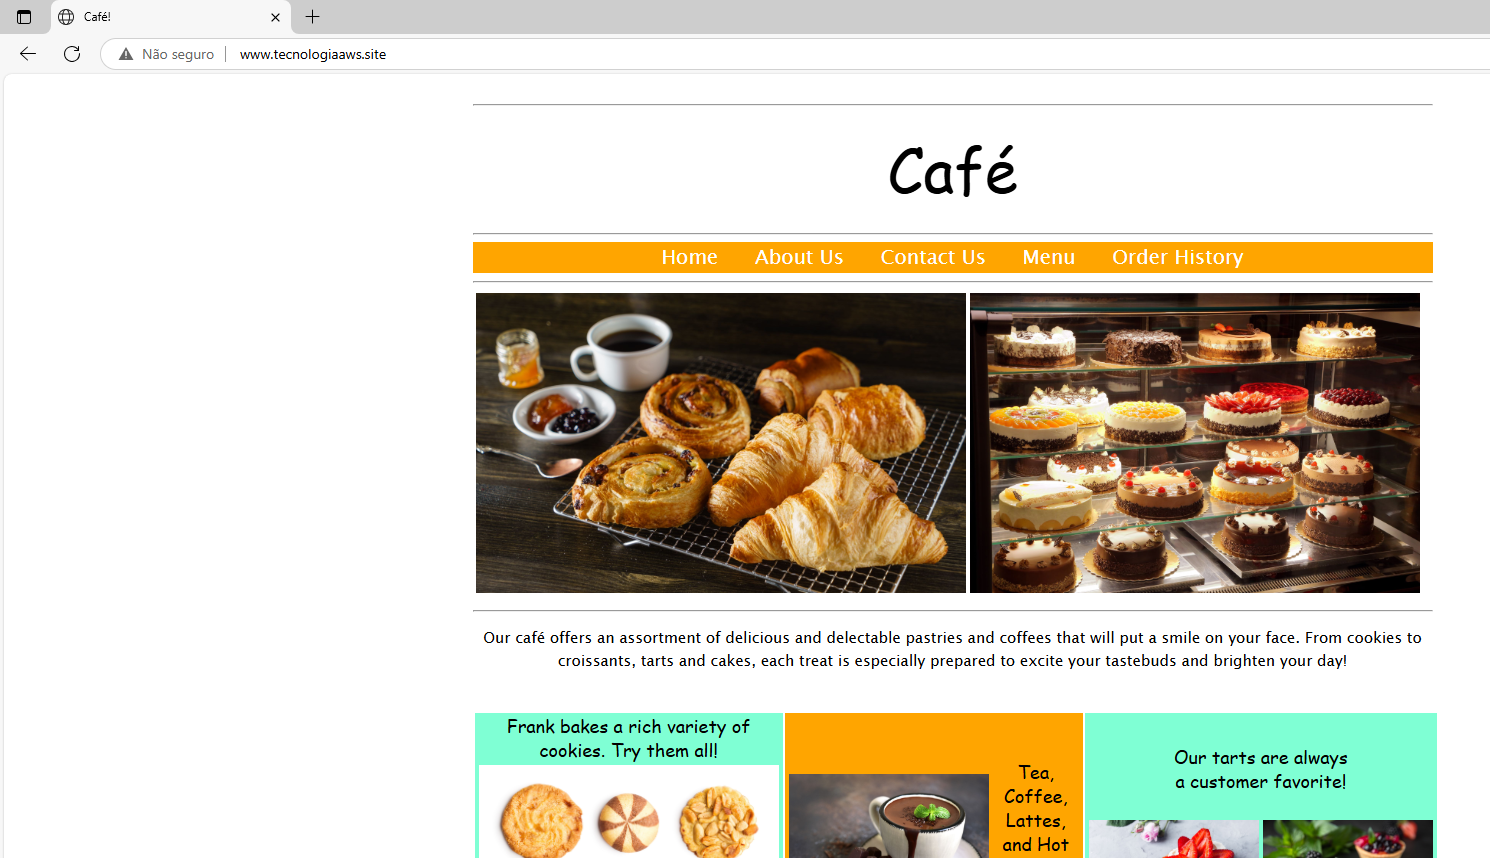 Café!
Não seguro
www.tecnologiaaws.site
Café
Home About Us Contact Us Menu Order History
Our café offers an assortment of delicious and delectable pastries and coffees that will put a smile on your face. From cookies to
croissants, tarts and cakes, each treat is especially prepared to excite your tastebuds and brighten your day!
Frank bakes a rich variety of
cookies. Try them all!
Tea,
Coffee,
Lattes,
and Hot
Our tarts are always
a customer favorite!